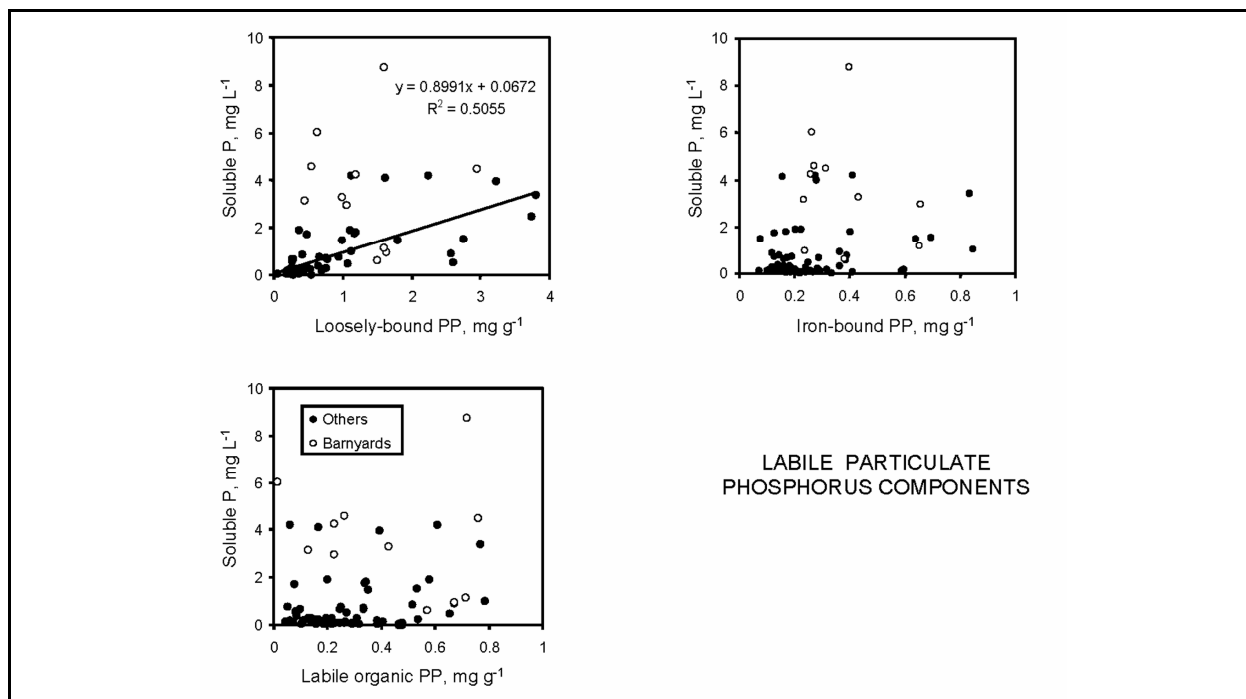 10
8
6
4
2
0
Soluble P, mg L⁻¹
y = 0.8991x + 0.0672
R² = 0.5055
0 1 2 3 4
Loosely-bound PP, mg g⁻¹
10
8
6
4
2
0
Soluble P, mg L⁻¹
0 0.2 0.4 0.6 0.8 1
Iron-bound PP, mg g⁻¹
10
8
6
4
2
0
Soluble P, mg L⁻¹
Others
Barnyards
0 0.2 0.4 0.6 0.8 1
Labile organic PP, mg g⁻¹
LABILE PARTICULATE
PHOSPHORUS COMPONENTS